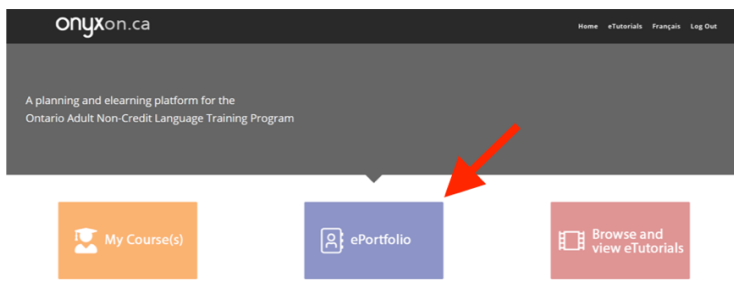 onyxon.ca
Home eTutorials Français Log Out
A planning and elearning platform for the
Ontario Adult Non-Credit Language Training Program
My Course(s)
ePortfolio
Browse and
view eTutorials